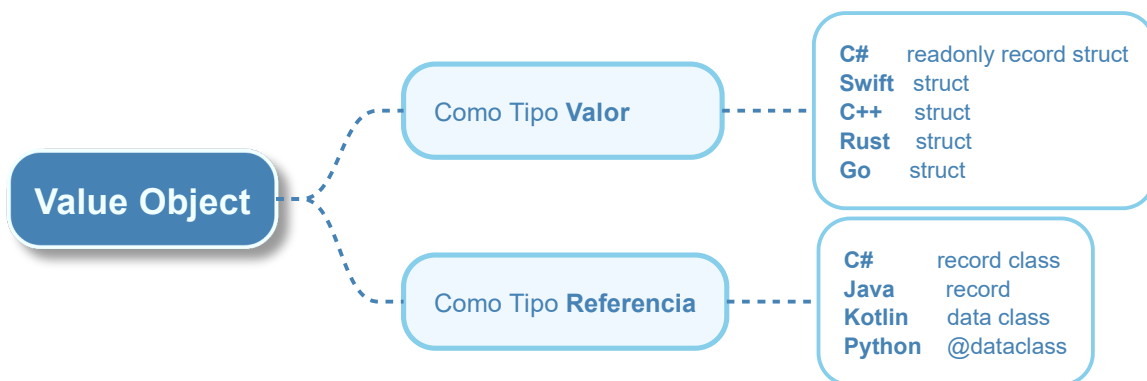 Value Object
Como Tipo Valor
C# readonly record struct
Swift struct
C++ struct
Rust struct
Go struct
Como Tipo Referencia
C# record class
Java record
Kotlin data class
Python @dataclass